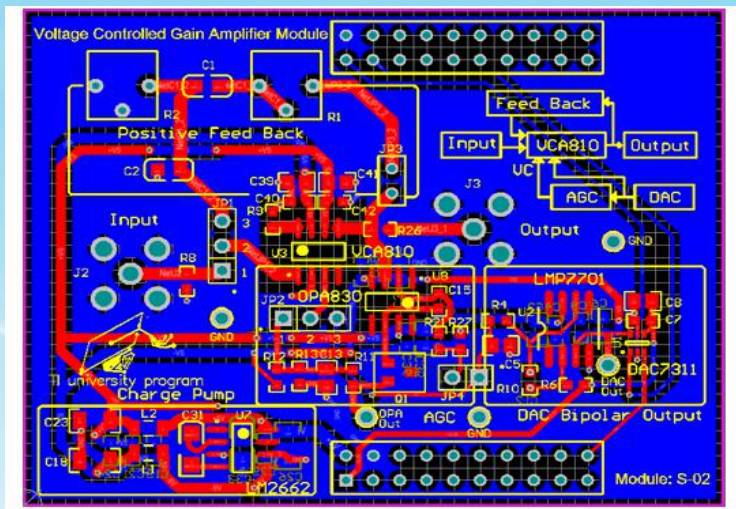 Voltage Controlled Gain Amplifier Module
C1
R2
R1
Positive Feed Back
C2
JP3
C39
C41
C40
C42
R9
R26
Feed Back
Input
VCA810
Output
VC
AGC
DAC
J3
Output
GND
Input
JP1
3
2
1
J2
R8
GND
U3
VCA810
OPA830
U8
C15
JP2
2
3
R12
R13
C13
R11
R21
R27
Q1
JP4
LMP7701
R4
U2
C8
C7
C5
R10
R6
DAC7311
DAC
Out
DAC Bipolar Output
OPA
Out
AGC
GND
TI university program
Charge Pump
C23
L2
C31
U7
C18
LM2662
Module: S-02